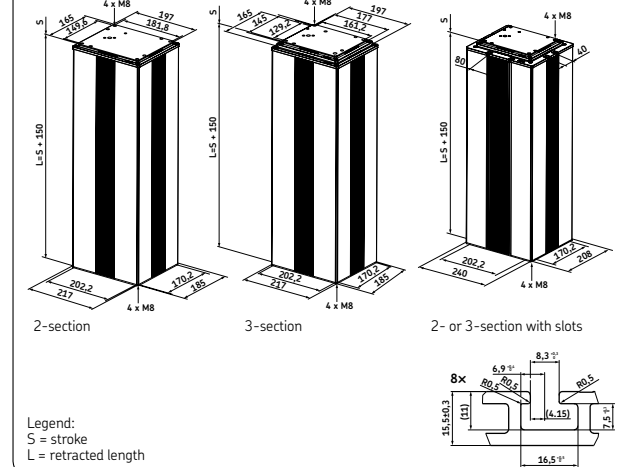 4 x M8
165
149,6
197
181,8
S
L= S + 150
202,2
217
170,2
185
4 x M8
2-section
4 x M8
165
145
129,2
197
177
161,2
S
L=S + 150
202,2
217
170,2
185
4 x M8
3-section
4 x M8
S
80
40
L=S + 150
202,2
240
170,2
208
4 x M8
2- or 3-section with slots
8×
8,3
6,9
R0,5
R0,5
R0,5
15,5±0,3
(11)
(4.15)
7,5
16,5
Legend:
S = stroke
L = retracted length